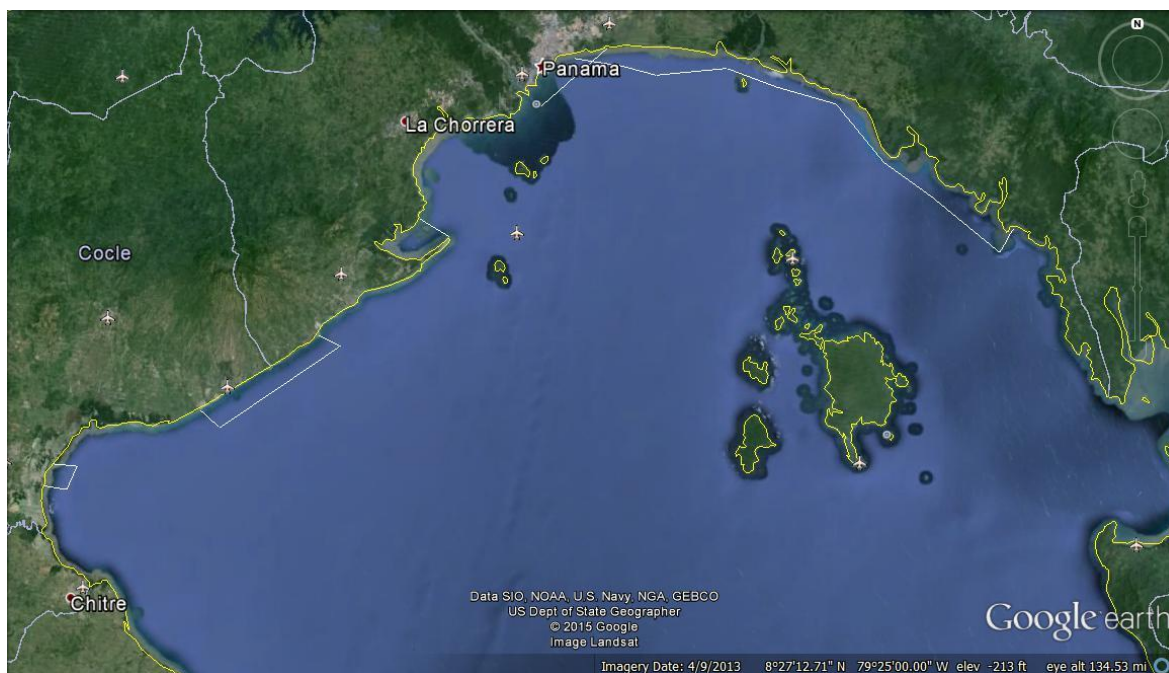 N
Panama
La Chorrera
Cocle
Chitre
Data SIO, NOAA, U.S. Navy, NGA, GEBCO
US Dept of State Geographer
© 2015 Google
Image Landsat
Google earth
Imagery Date: 4/9/2013 8°27'12.71" N 79°25'00.00" W elev -213 ft eye alt 134.53 mi